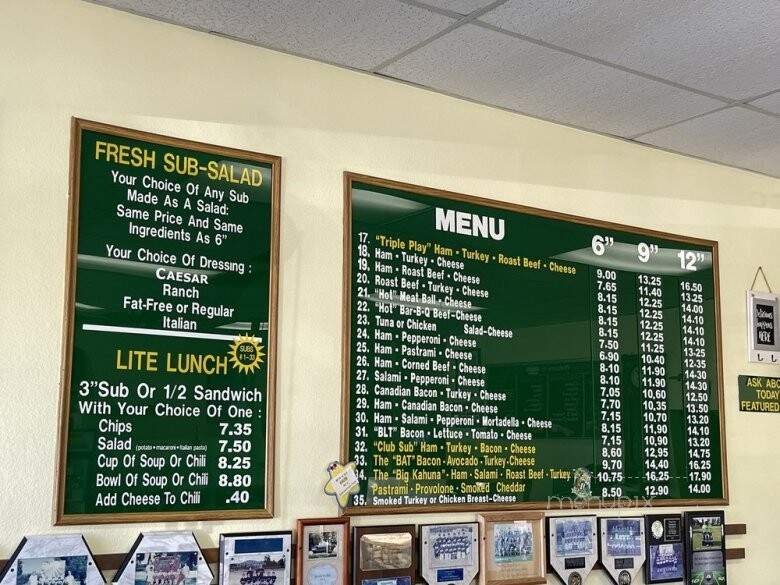 FRESH SUB-SALAD
Your Choice Of Any Sub
Made As A Salad:
Same Price And Same
Ingredients As 6"
Your Choice Of Dressing :
CAESAR
Ranch
Fat-Free or Regular
Italian
LITE LUNCH
SUBS
# 1-33
3"Sub Or 1/2 Sandwich
With Your Choice Of One :
Chips 7.35
Salad (potato • macaroni • italian pasta) 7.50
Cup Of Soup Or Chili 8.25
Bowl Of Soup Or Chili 8.80
Add Cheese To Chili .40
MENU 6" 9" 12"
17. "Triple Play" Ham • Turkey • Roast Beef • Cheese 9.00 13.25 16.50
18. Ham • Turkey • Cheese 7.65 11.40 13.25
19. Ham • Roast Beef • Cheese 8.15 12.25 14.00
20. Roast Beef • Turkey • Cheese 8.15 12.25 14.10
21. "Hot" Meat Ball • Cheese 8.15 12.25 14.10
22. "Hot" Bar-B-Q Beef-Cheese 8.15 12.25 14.10
23. Tuna or Chicken Salad-Cheese 7.50 11.25 13.25
24. Ham • Pepperoni • Cheese 6.90 10.40 12.35
25. Ham • Pastrami • Cheese 8.10 11.90 14.30
26. Ham • Corned Beef • Cheese 8.10 11.90 14.30
27. Salami • Pepperoni • Cheese 7.05 10.60 12.50
28. Canadian Bacon • Turkey • Cheese 7.70 10.35 13.50
29. Ham • Canadian Bacon • Cheese 7.15 10.70 13.20
30. Ham • Salami • Pepperoni • Mortadella • Cheese 8.15 11.90 14.10
31. "BLT" Bacon • Lettuce • Tomato • Cheese 7.15 10.90 13.20
32. "Club Sub" Ham • Turkey • Bacon • Cheese 8.95 13.20 14.75
33. The "BAT" Bacon • Avocado • Turkey • Cheese 9.70 14.40 16.25
34. The "Big Kahuna" • Ham • Salami • Roast Beef • Turkey 10.75 16.25 17.90
Pastrami • Provolone • Smoked Cheddar 8.50 12.90 14.00
35. Smoked Turkey or Chicken Breast-Cheese
HERE
ASK ABO
TODAY
FEATURED
menupix